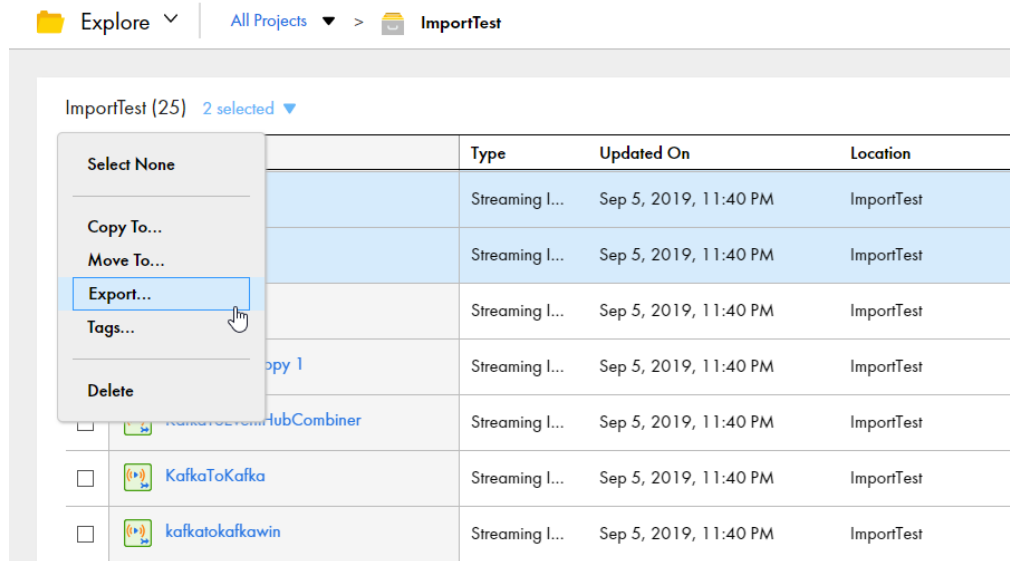 Explore All Projects > ImportTest
ImportTest (25) 2 selected
Select None
Copy To...
Move To...
Export...
Tags...
Delete
Type Updated On Location
Streaming I... Sep 5, 2019, 11:40 PM ImportTest
Streaming I... Sep 5, 2019, 11:40 PM ImportTest
Streaming I... Sep 5, 2019, 11:40 PM ImportTest
opy 1 Streaming I... Sep 5, 2019, 11:40 PM ImportTest
HubCombiner Streaming I... Sep 5, 2019, 11:40 PM ImportTest
KafkaToKafka Streaming I... Sep 5, 2019, 11:40 PM ImportTest
kafkatokafkawin Streaming I... Sep 5, 2019, 11:40 PM ImportTest